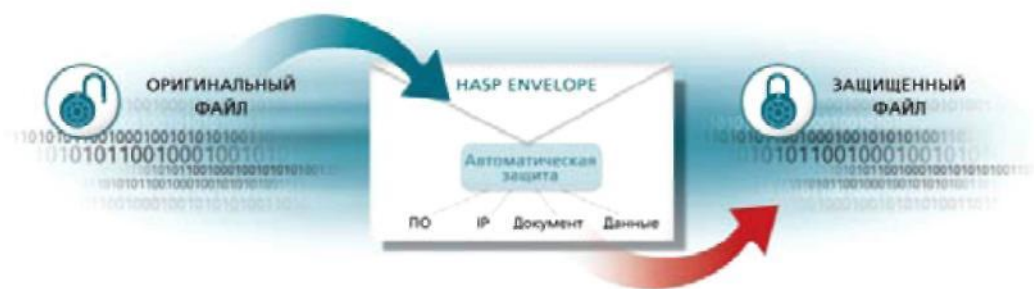 ОРИГИНАЛЬНЫЙ
ФАЙЛ
HASP ENVELOPE
Автоматическая
защита
ПО IP Документ Данные
ЗАЩИЩЕННЫЙ
ФАЙЛ